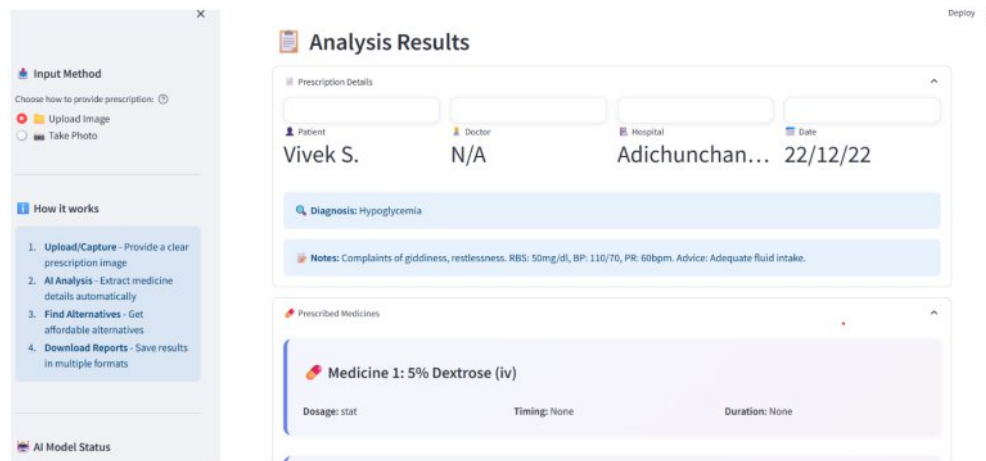 Deploy
Input Method
Choose how to provide prescription:
Upload Image
Take Photo
How it works
1. Upload/Capture - Provide a clear
prescription image
2. AI Analysis - Extract medicine
details automatically
3. Find Alternatives - Get
affordable alternatives
4. Download Reports - Save results
in multiple formats
AI Model Status
Analysis Results
Prescription Details
Patient
Vivek S.
Doctor
N/A
Hospital
Adichunchan...
Date
22/12/22
Diagnosis: Hypoglycemia
Notes: Complaints of giddiness, restlessness. RBS: 50mg/dl, BP: 110/70, PR: 60bpm. Advice: Adequate fluid intake.
Prescribed Medicines
Medicine 1: 5% Dextrose (iv)
Dosage: stat
Timing: None
Duration: None